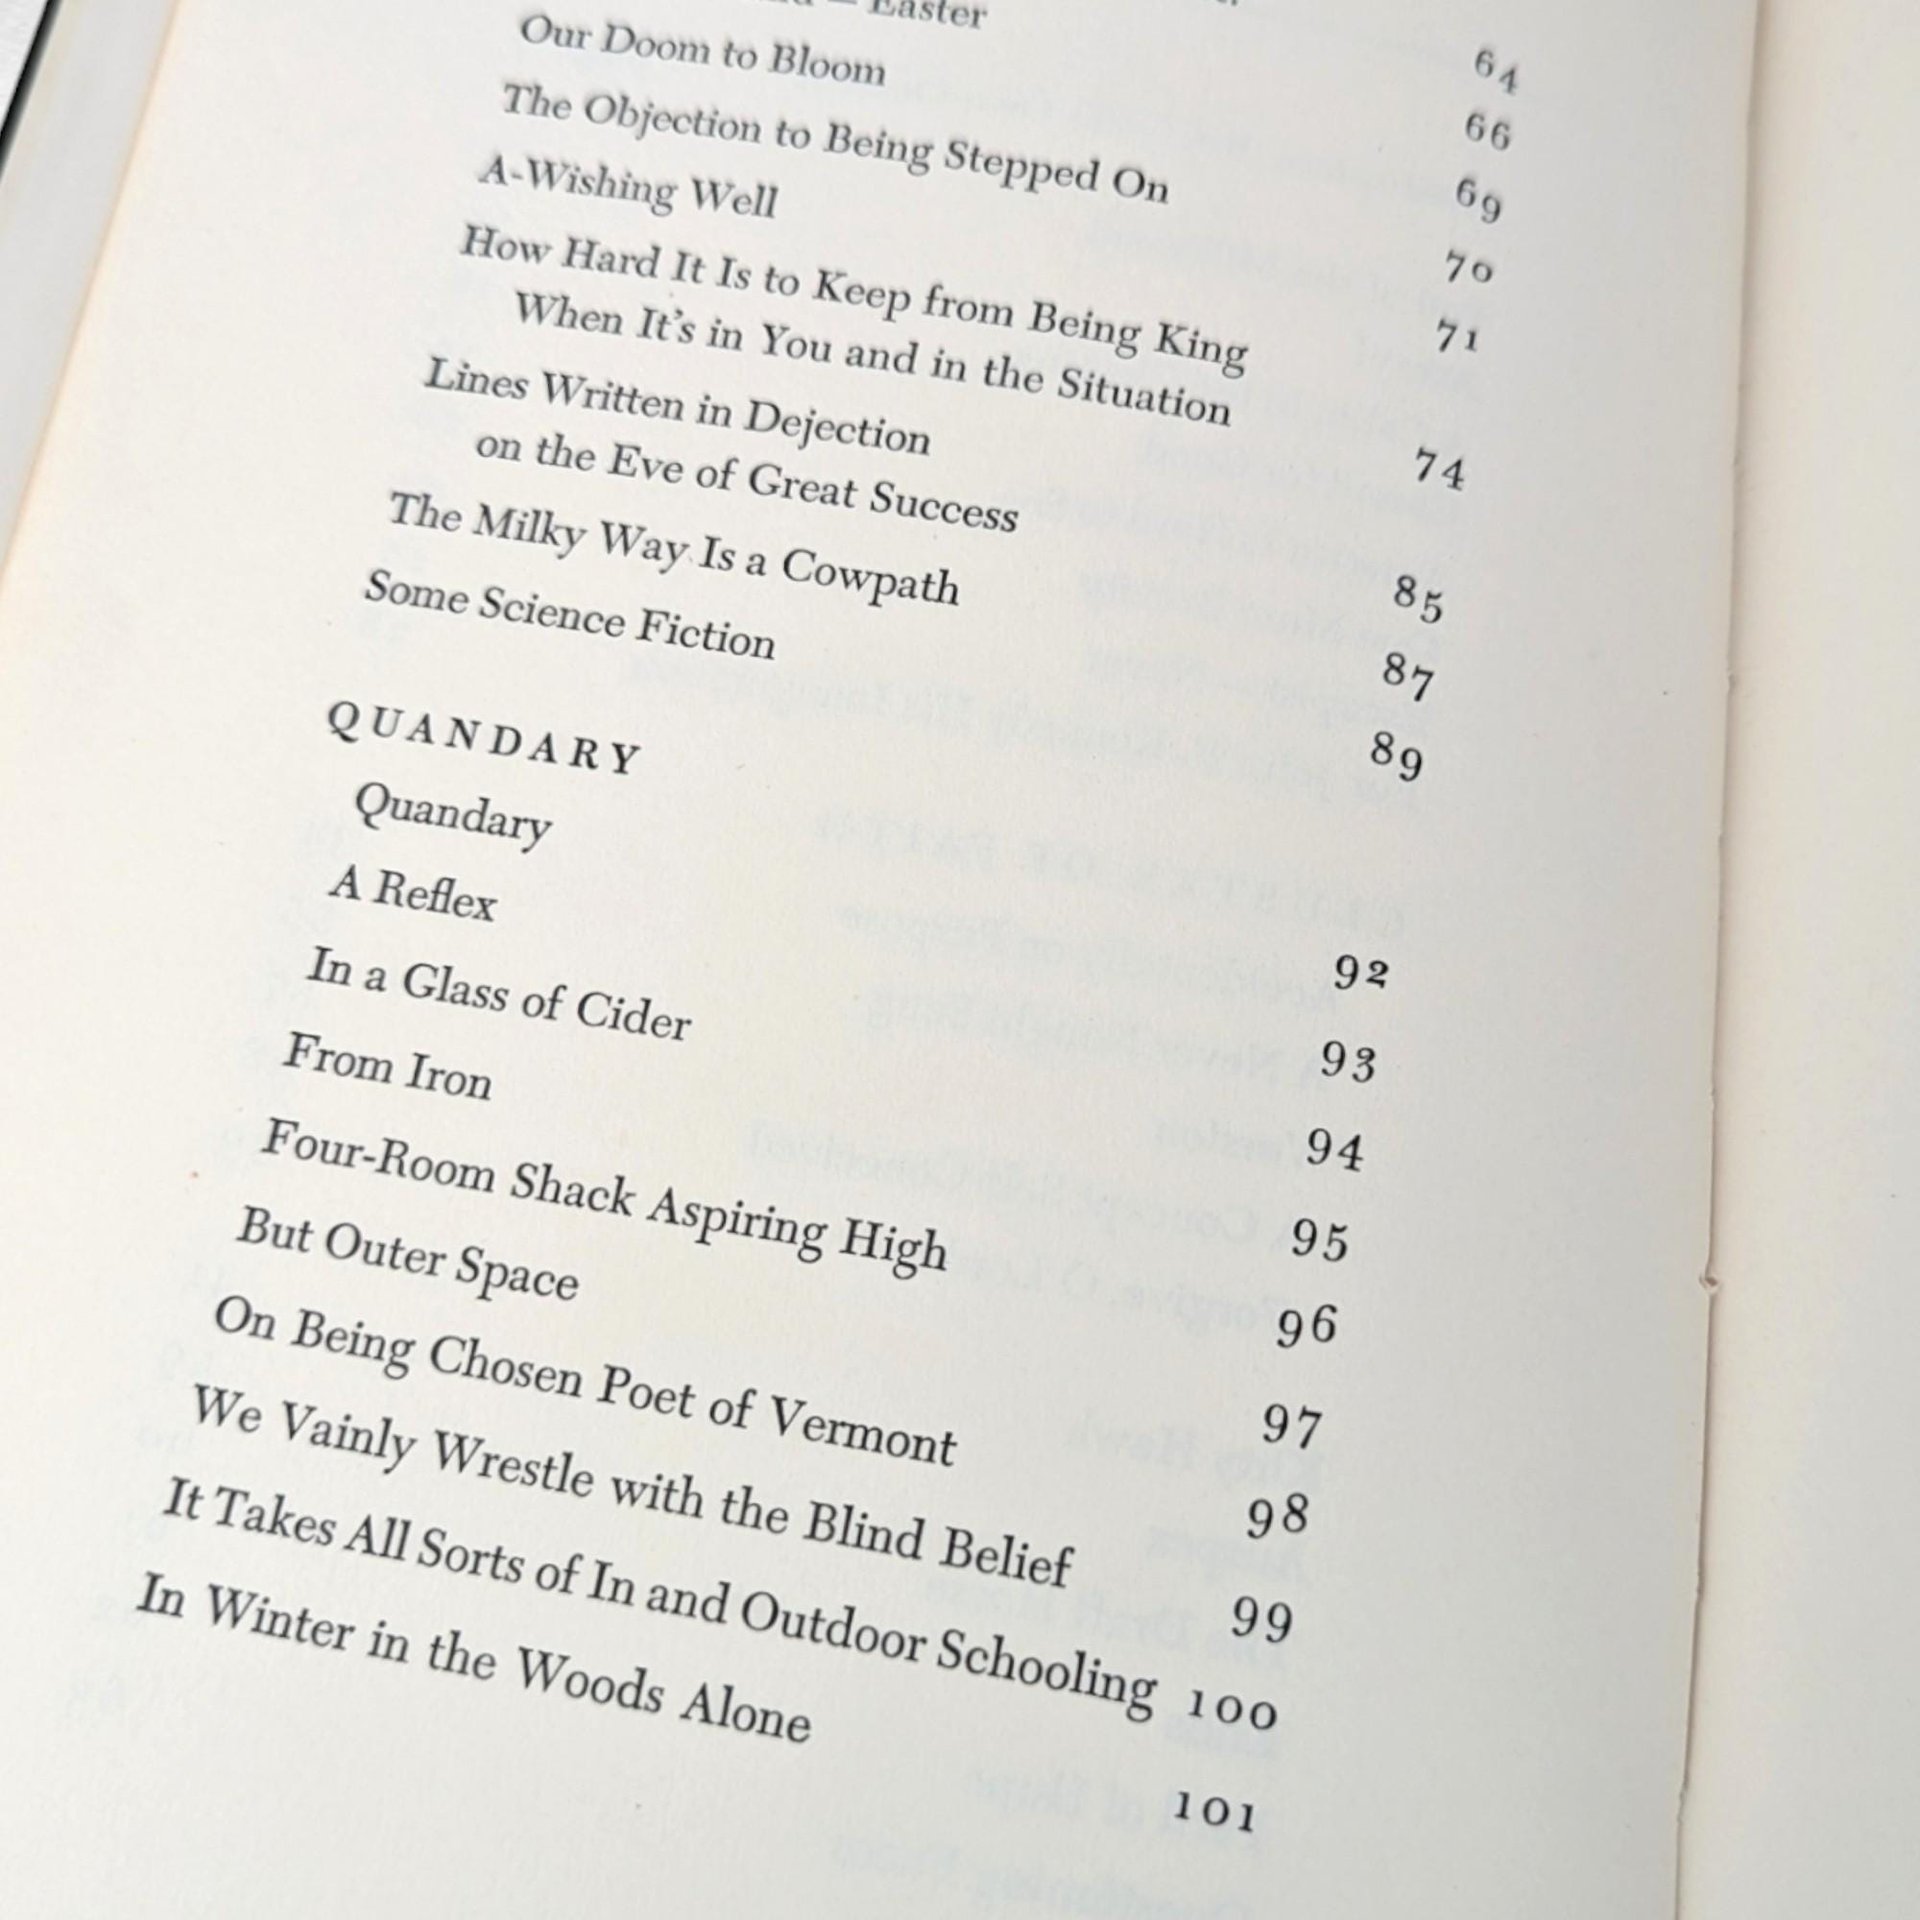 64
— Easter 66
Our Doom to Bloom 69
The Objection to Being Stepped On 70
A-Wishing Well 71
How Hard It Is to Keep from Being King
When It's in You and in the Situation 74
Lines Written in Dejection
on the Eve of Great Success 85
The Milky Way Is a Cowpath 87
Some Science Fiction 89
QUANDARY
Quandary 92
A Reflex 93
In a Glass of Cider 94
From Iron 95
Four-Room Shack Aspiring High 96
But Outer Space 97
On Being Chosen Poet of Vermont 98
We Vainly Wrestle with the Blind Belief 99
It Takes All Sorts of In and Outdoor Schooling 100
In Winter in the Woods Alone 101